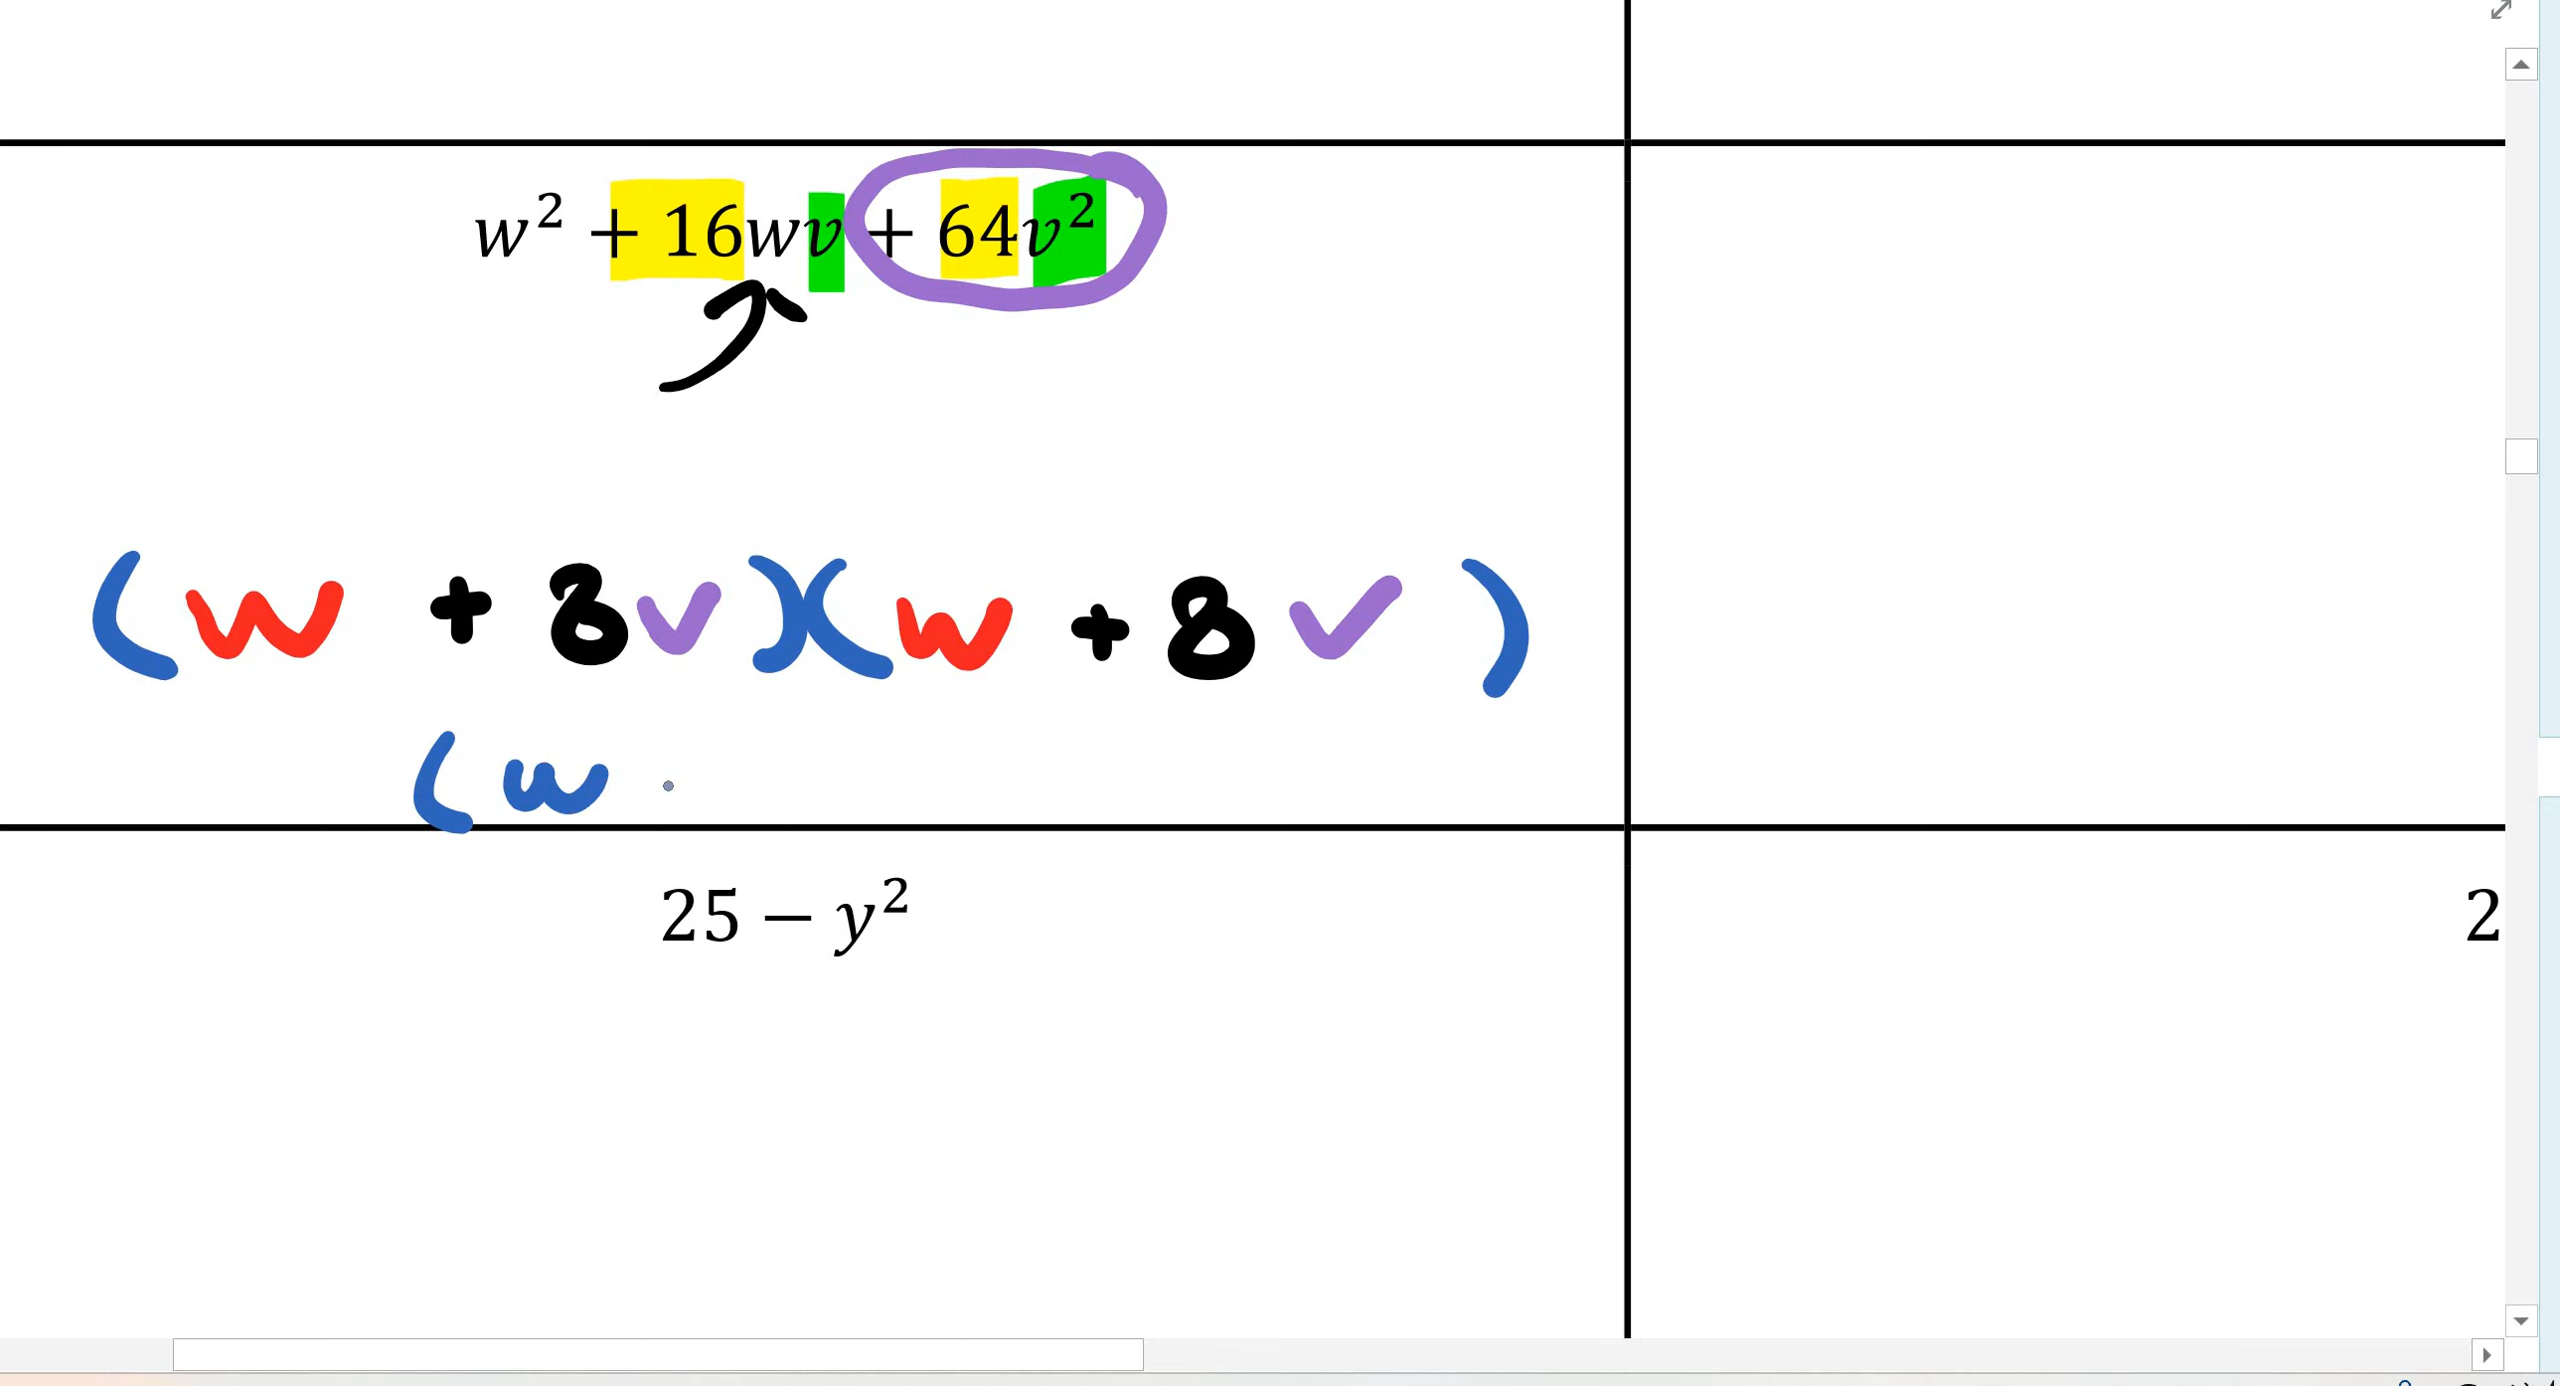 w² + 16wv + 64v²
(w + 8v)(w + 8v)
(w
25 − y²
2